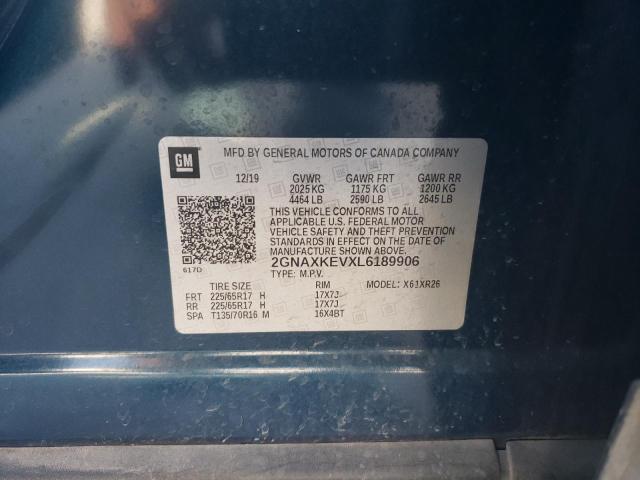 GM
MFD BY GENERAL MOTORS OF CANADA COMPANY
12/19 GVWR GAWR FRT GAWR RR
2025 KG 1175 KG 1200 KG
4464 LB 2590 LB 2645 LB
THIS VEHICLE CONFORMS TO ALL
APPLICABLE U.S. FEDERAL MOTOR
VEHICLE SAFETY AND THEFT PREVENTION
STANDARDS IN EFFECT ON THE DATE OF
MANUFACTURE SHOWN ABOVE.
617D
2GNAXKEVXL6189906
TYPE: M.P.V.
TIRE SIZE RIM MODEL: X61XR26
FRT 225/65R17 H 17X7J
RR 225/65R17 H 17X7J
SPA T135/70R16 M 16X4BT